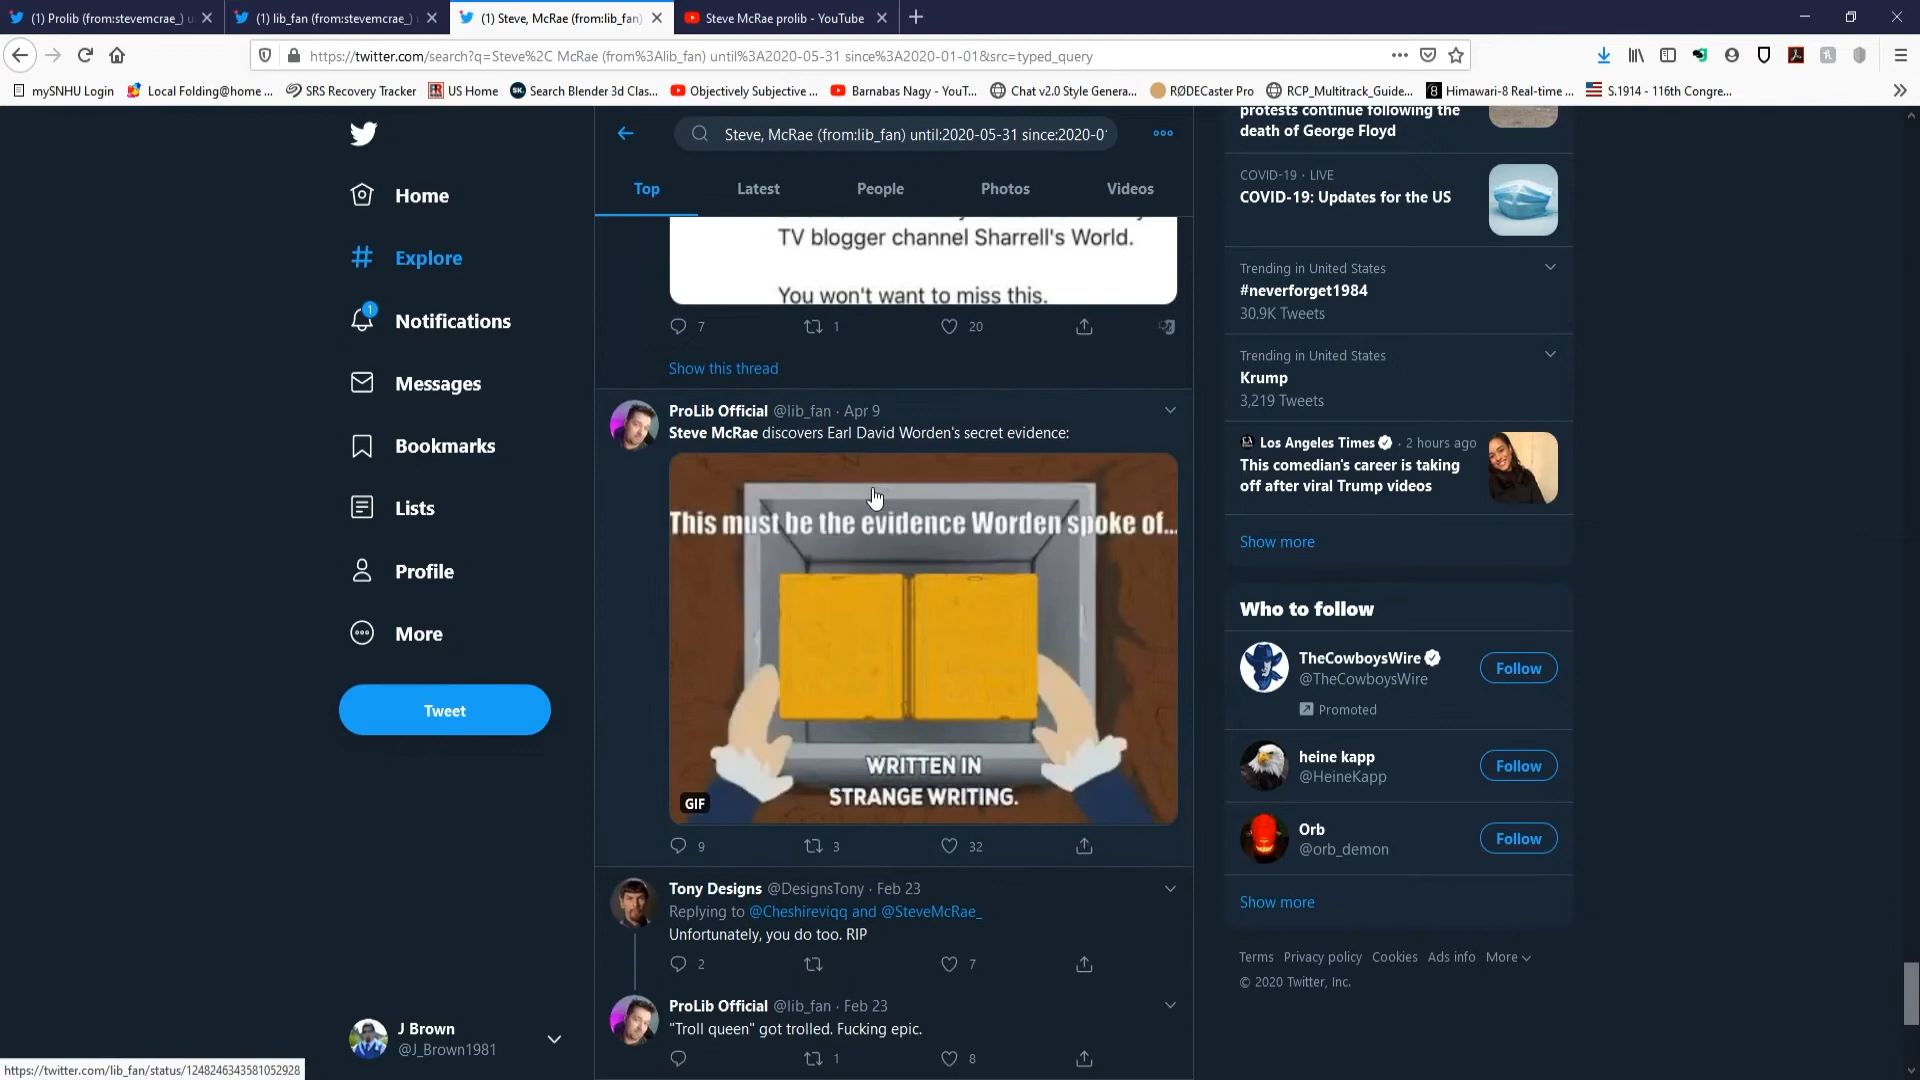 (1) Prolib (from:stevemcrae_) u
(1) lib_fan (from:stevemcrae_)
(1) Steve, McRae (from:lib_fan)
Steve McRae prolib - YouTube
https://twitter.com/search?q=Steve%2C McRae (from%3Alib_fan) until%3A2020-05-31 since%3A2020-01-01&src=typed_query
mySNHU Login
Local Folding@home ...
SRS Recovery Tracker
US Home
Search Blender 3d Clas...
Objectively Subjective ...
Barnabas Nagy - YouT...
Chat v2.0 Style Genera...
RØDECaster Pro
RCP_Multitrack_Guide...
Himawari-8 Real-time ...
S.1914 - 116th Congre...
Home
Explore
1
Notifications
Messages
Bookmarks
Lists
Profile
More
Tweet
J Brown
@J_Brown1981
https://twitter.com/lib_fan/status/1248246343581052928
Steve, McRae (from:lib_fan) until:2020-05-31 since:2020-0
Top
Latest
People
Photos
Videos
TV blogger channel Sharrell's World.
You won't want to miss this.
7
1
20
Show this thread
ProLib Official @lib_fan · Apr 9
Steve McRae discovers Earl David Worden's secret evidence:
This must be the evidence Worden spoke of...
WRITTEN IN
STRANGE WRITING.
GIF
9
3
32
Tony Designs @DesignsTony · Feb 23
Replying to @Cheshireviqq and @SteveMcRae_
Unfortunately, you do too. RIP
2
7
ProLib Official @lib_fan · Feb 23
"Troll queen" got trolled. Fucking epic.
1
8
protests continue following the
death of George Floyd
COVID-19 · LIVE
COVID-19: Updates for the US
Trending in United States
#neverforget1984
30.9K Tweets
Trending in United States
Krump
3,219 Tweets
Los Angeles Times · 2 hours ago
This comedian's career is taking
off after viral Trump videos
Show more
Who to follow
TheCowboysWire
@TheCowboysWire
Follow
Promoted
heine kapp
@HeineKapp
Follow
Orb
@orb_demon
Follow
Show more
Terms Privacy policy Cookies Ads info More
© 2020 Twitter, Inc.